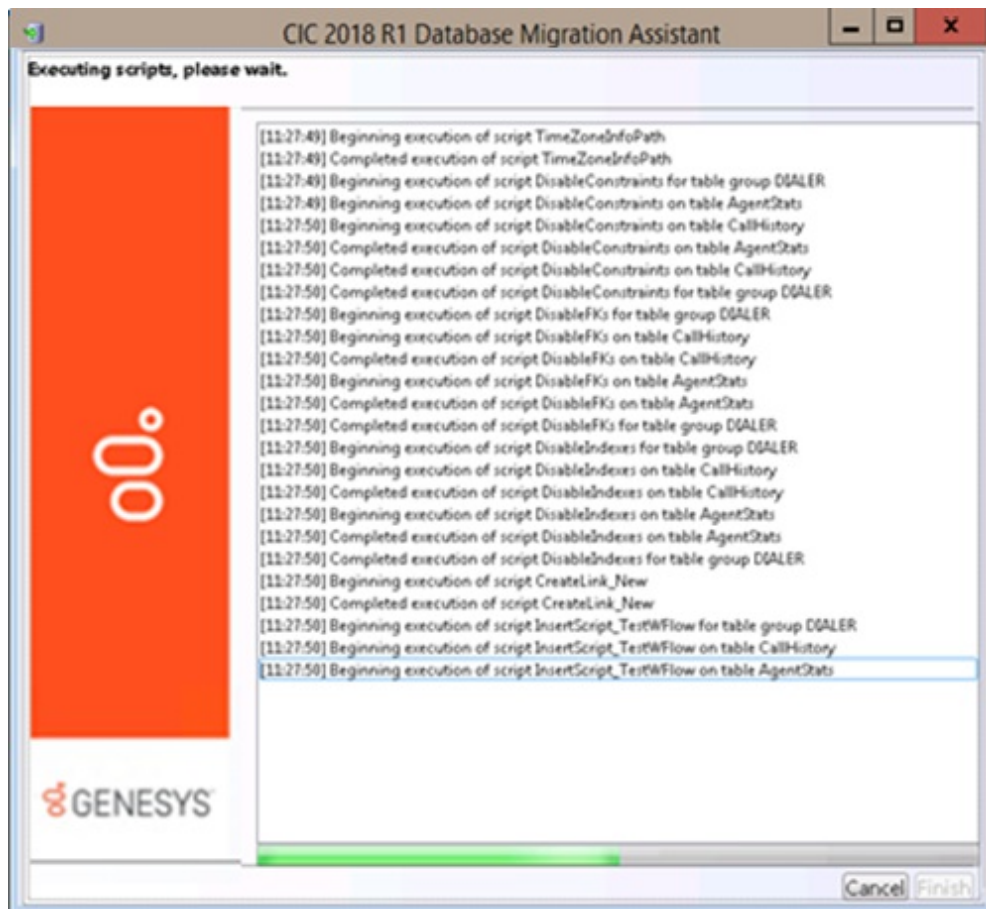 CIC 2018 R1 Database Migration Assistant
Executing scripts, please wait.
[11:27:49] Beginning execution of script TimeZoneInfoPath
[11:27:49] Completed execution of script TimeZoneInfoPath
[11:27:49] Beginning execution of script DisableConstraints for table group DIALER
[11:27:49] Beginning execution of script DisableConstraints on table AgentStats
[11:27:50] Beginning execution of script DisableConstraints on table CallHistory
[11:27:50] Completed execution of script DisableConstraints on table AgentStats
[11:27:50] Completed execution of script DisableConstraints on table CallHistory
[11:27:50] Completed execution of script DisableConstraints for table group DIALER
[11:27:50] Beginning execution of script DisableFKs for table group DIALER
[11:27:50] Beginning execution of script DisableFKs on table CallHistory
[11:27:50] Completed execution of script DisableFKs on table CallHistory
[11:27:50] Beginning execution of script DisableFKs on table AgentStats
[11:27:50] Completed execution of script DisableFKs on table AgentStats
[11:27:50] Completed execution of script DisableFKs for table group DIALER
[11:27:50] Beginning execution of script DisableIndexes for table group DIALER
[11:27:50] Beginning execution of script DisableIndexes on table CallHistory
[11:27:50] Completed execution of script DisableIndexes on table CallHistory
[11:27:50] Beginning execution of script DisableIndexes on table AgentStats
[11:27:50] Completed execution of script DisableIndexes on table AgentStats
[11:27:50] Completed execution of script DisableIndexes for table group DIALER
[11:27:50] Beginning execution of script CreateLink_New
[11:27:50] Completed execution of script CreateLink_New
[11:27:50] Beginning execution of script InsertScript_TestWFlow for table group DIALER
[11:27:50] Beginning execution of script InsertScript_TestWFlow on table CallHistory
[11:27:50] Beginning execution of script InsertScript_TestWFlow on table AgentStats
GENESYS
Cancel
Finish